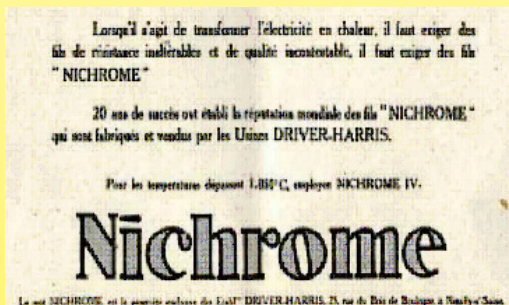 Lorsqu'il s'agit de transformer l'électricité en chaleur, il faut exiger des
fils de résistance inaltérables et de qualité incontestable, il faut exiger des fils
" NICHROME "
20 ans de succès ont établi la réputation mondiale des fils " NICHROME "
qui sont fabriqués et vendus par les Usines DRIVER-HARRIS.
Pour les températures dépassant °C, employer NICHROME IV.
Nichrome
Le mot NICHROME est la propriété exclusive des DRIVER-HARRIS, rue du Bois de Boulogne à